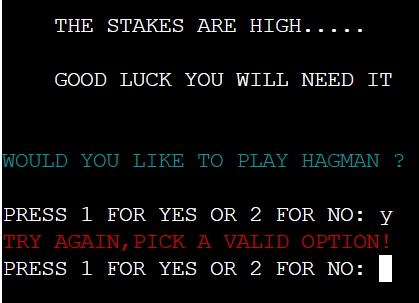 THE STAKES ARE HIGH.....
GOOD LUCK YOU WILL NEED IT
WOULD YOU LIKE TO PLAY HAGMAN ?
PRESS 1 FOR YES OR 2 FOR NO: y
TRY AGAIN,PICK A VALID OPTION!
PRESS 1 FOR YES OR 2 FOR NO: